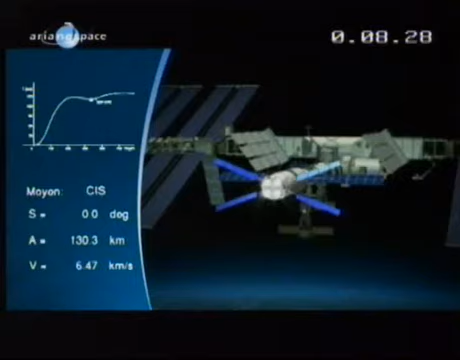 arianespace
0.08.28
Moyen: CIS
S = 0.0 deg
A = 130.3 km
V = 6.47 km/s